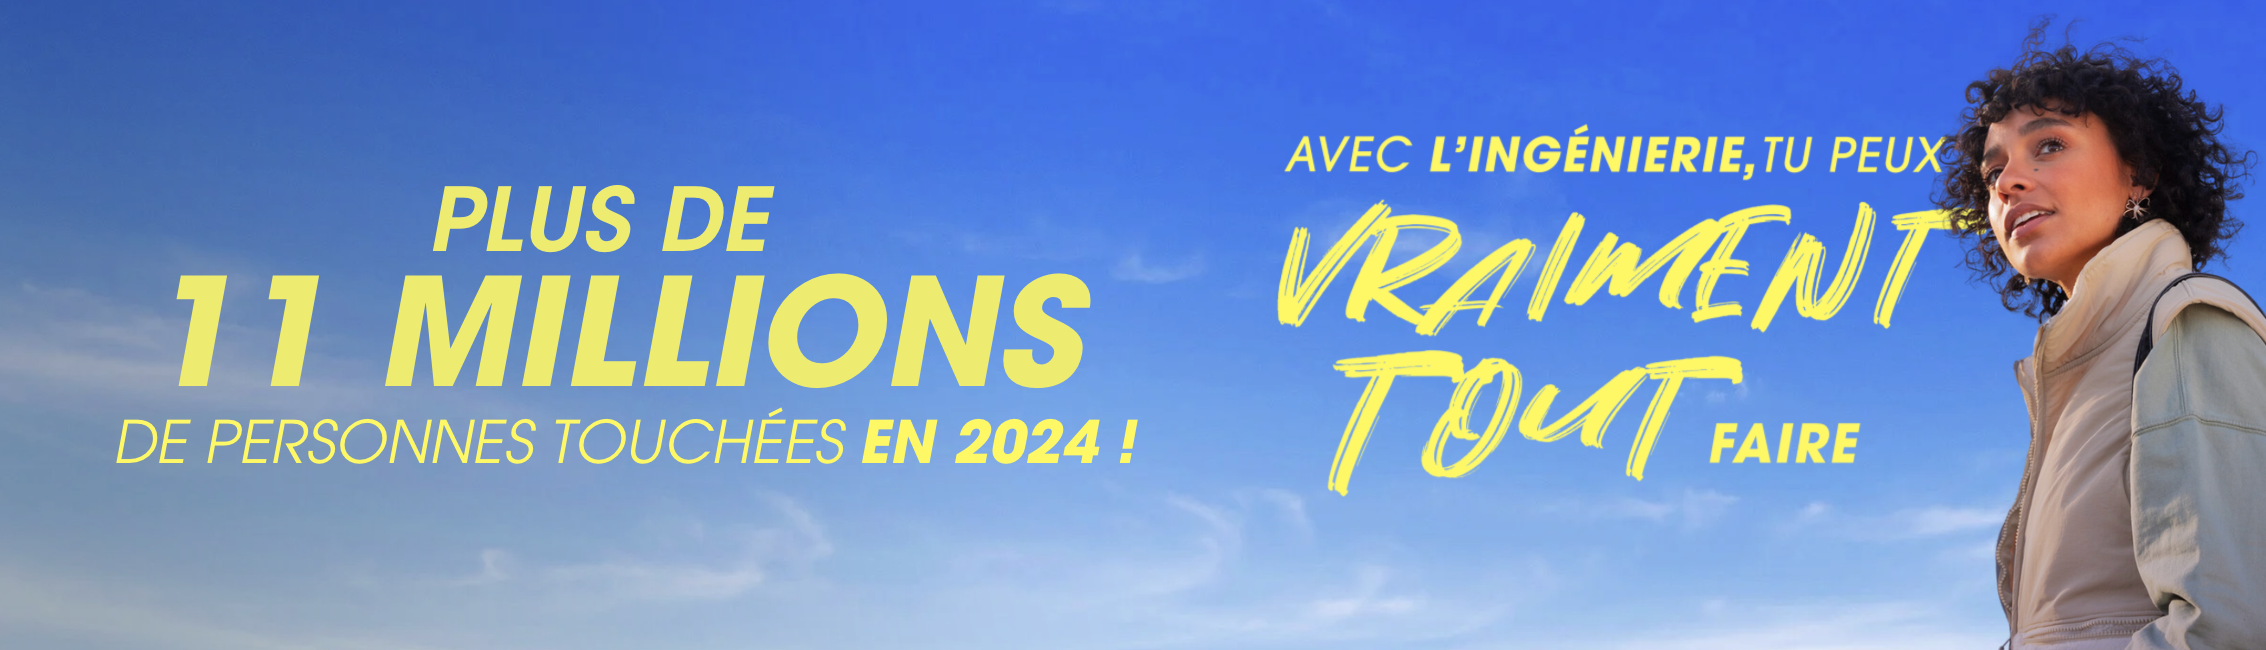 PLUS DE
11 MILLIONS
DE PERSONNES TOUCHÉES EN 2024 !
AVEC L'INGÉNIERIE, TU PEUX
VRAIMENT
TOUT FAIRE